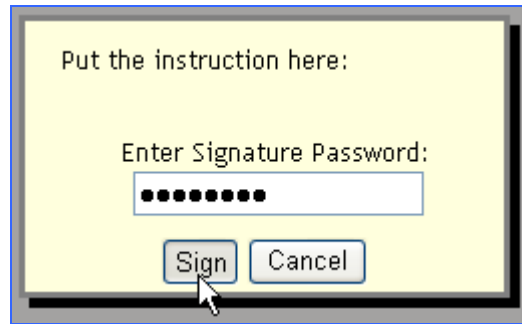 Put the instruction here:
Enter Signature Password:
●●●●●●●●
Sign Cancel